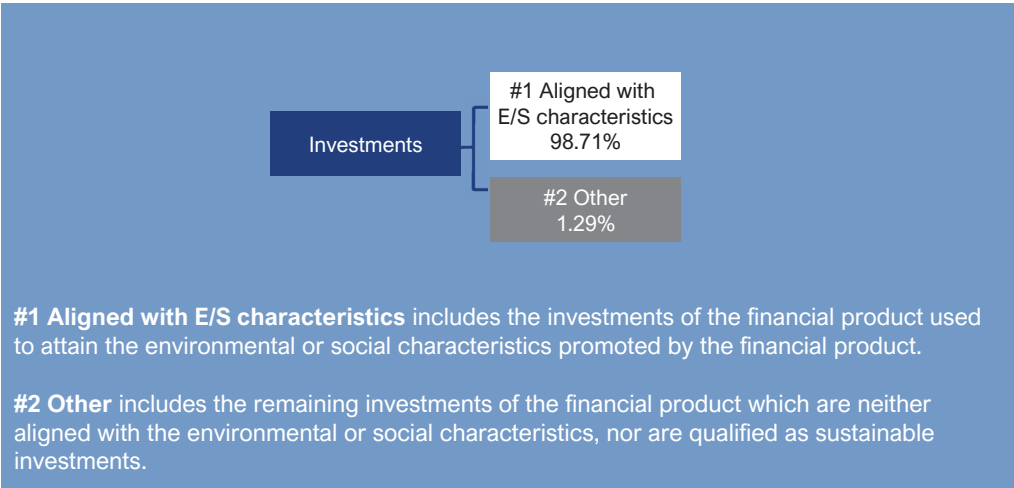 #1 Aligned with
E/S characteristics
98.71%
Investments
#2 Other
1.29%
#1 Aligned with E/S characteristics includes the investments of the financial product used
to attain the environmental or social characteristics promoted by the financial product.
#2 Other includes the remaining investments of the financial product which are neither
aligned with the environmental or social characteristics, nor are qualified as sustainable
investments.